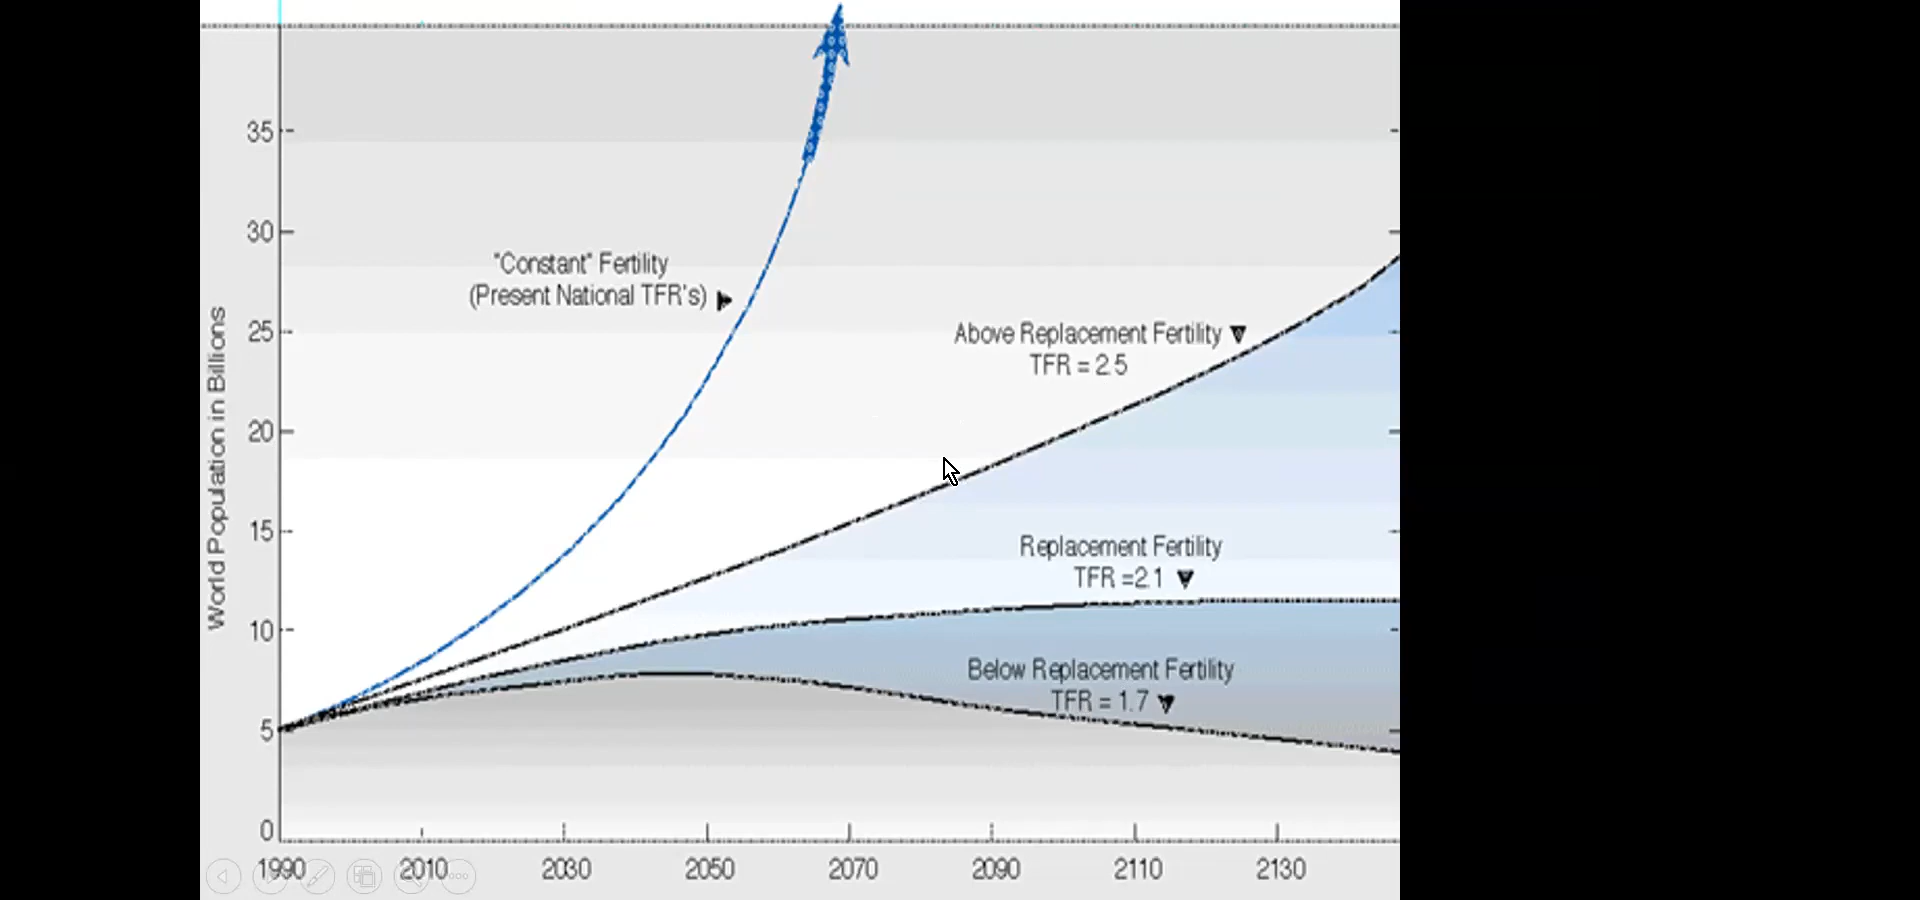 35
30
25
20
15
10
5
0
World Population in Billions
"Constant" Fertility
(Present National TFR's)
Above Replacement Fertility
TFR = 2.5
Replacement Fertility
TFR =2.1
Below Replacement Fertility
TFR = 1.7
1990 2010 2030 2050 2070 2090 2110 2130